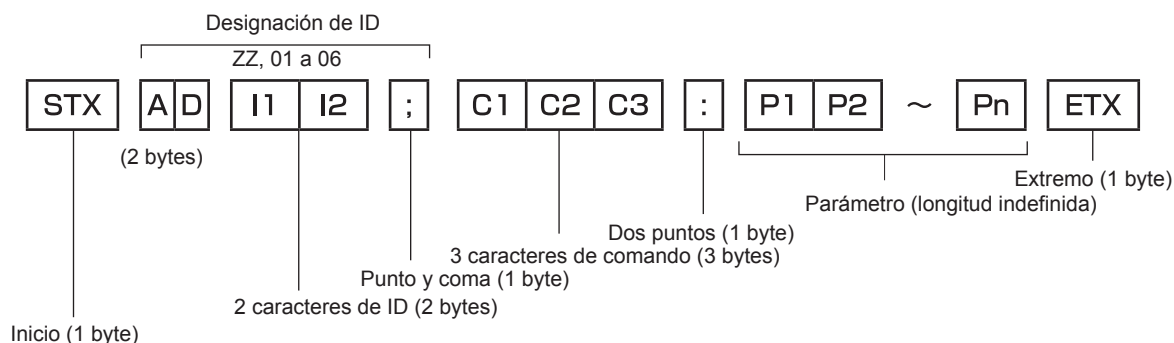 Designación de ID
ZZ, 01 a 06
STX A D I1 I2 ; C1 C2 C3 : P1 P2 ~ Pn ETX
(2 bytes)
Extremo (1 byte)
Parámetro (longitud indefinida)
Dos puntos (1 byte)
3 caracteres de comando (3 bytes)
Punto y coma (1 byte)
2 caracteres de ID (2 bytes)
Inicio (1 byte)